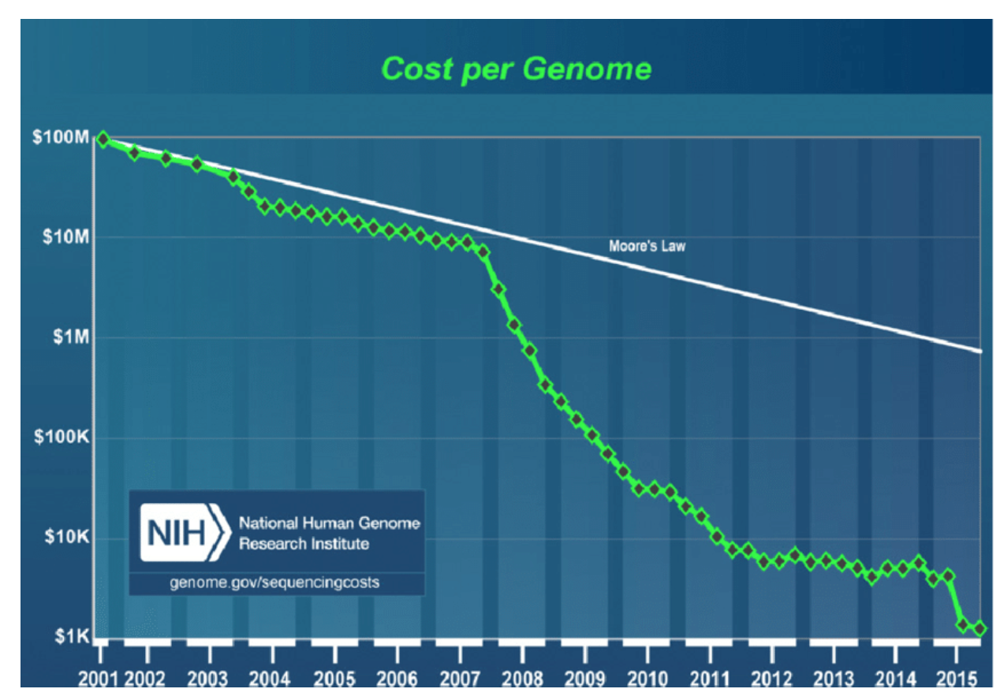 Cost per Genome
$100M
$10M
Moore's Law
$1M
$100K
$10K
$1K
NIH
National Human Genome
Research Institute
genome.gov/sequencingcosts
2001 2002 2003 2004 2005 2006 2007 2008 2009 2010 2011 2012 2013 2014 2015